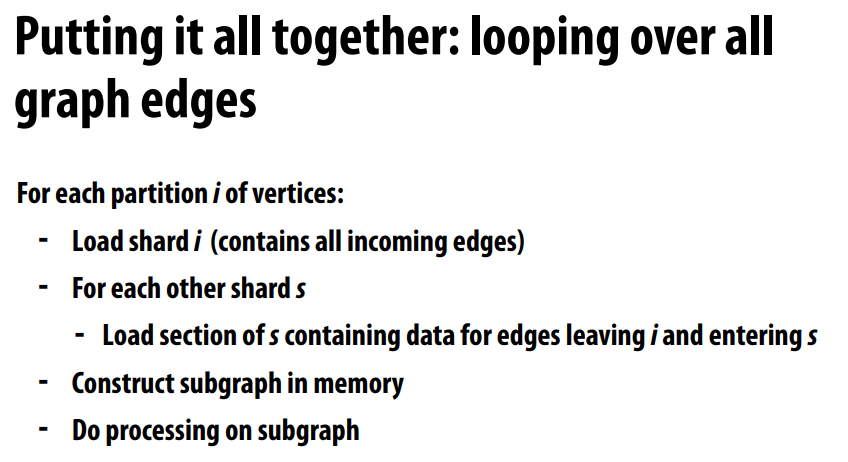 Putting it all together: looping over all
graph edges
For each partition i of vertices:
- Load shard i (contains all incoming edges)
- For each other shard s
- Load section of s containing data for edges leaving i and entering s
- Construct subgraph in memory
- Do processing on subgraph